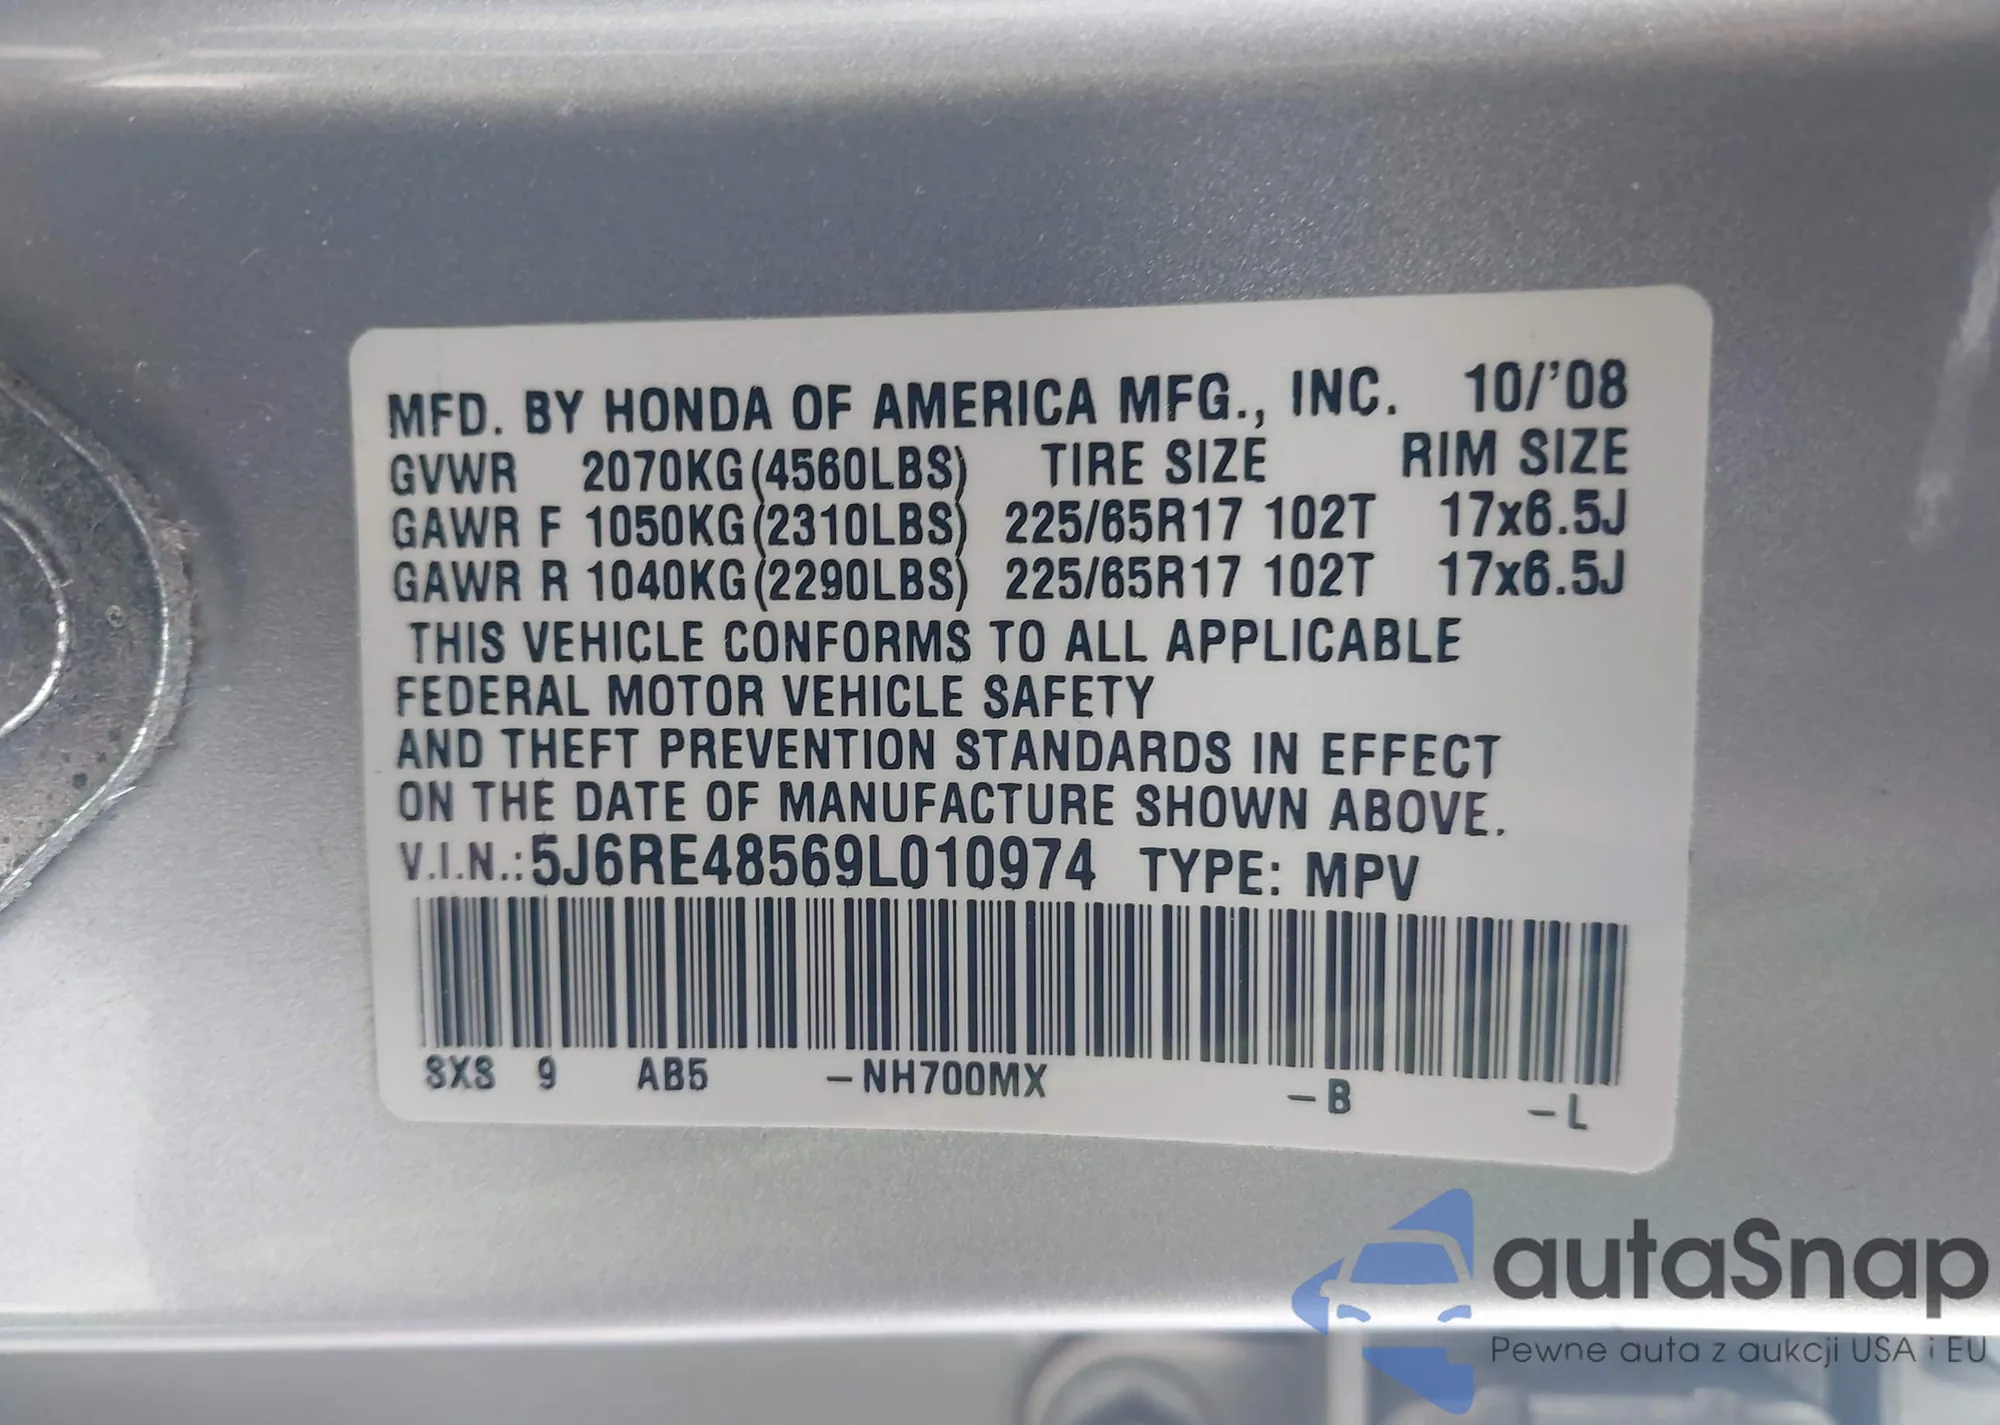 MFD. BY HONDA OF AMERICA MFG., INC. 10/'08
GVWR 2070KG(4560LBS) TIRE SIZE RIM SIZE
GAWR F 1050KG(2310LBS) 225/65R17 102T 17x6.5J
GAWR R 1040KG(2290LBS) 225/65R17 102T 17x6.5J
THIS VEHICLE CONFORMS TO ALL APPLICABLE
FEDERAL MOTOR VEHICLE SAFETY
AND THEFT PREVENTION STANDARDS IN EFFECT
ON THE DATE OF MANUFACTURE SHOWN ABOVE.
V.I.N.: 5J6RE48569L010974 TYPE: MPV
SXS 9 AB5 –NH700MX –B –L
autaSnap
Pewne auta z aukcji USA i EU